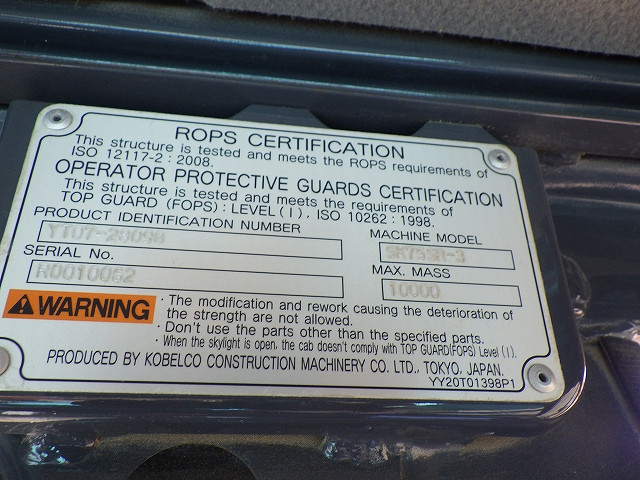 ROPS CERTIFICATION
This structure is tested and meets the ROPS requirements of
ISO 12117-2 : 2008.
OPERATOR PROTECTIVE GUARDS CERTIFICATION
This structure is tested and meets the requirements of
TOP GUARD (FOPS) : LEVEL (I), ISO 10262 : 1998.
PRODUCT IDENTIFICATION NUMBER
MACHINE MODEL
YT07-
SERIAL No.
MAX. MASS
10000
WARNING
· The modification and rework causing the deterioration of
the strength are not allowed.
· Don't use the parts other than the specified parts.
· When the skylight is open, the cab doesn't comply with TOP GUARD(FOPS) Level (I).
PRODUCED BY KOBELCO CONSTRUCTION MACHINERY CO. LTD., TOKYO, JAPAN.
YY20T01398P1